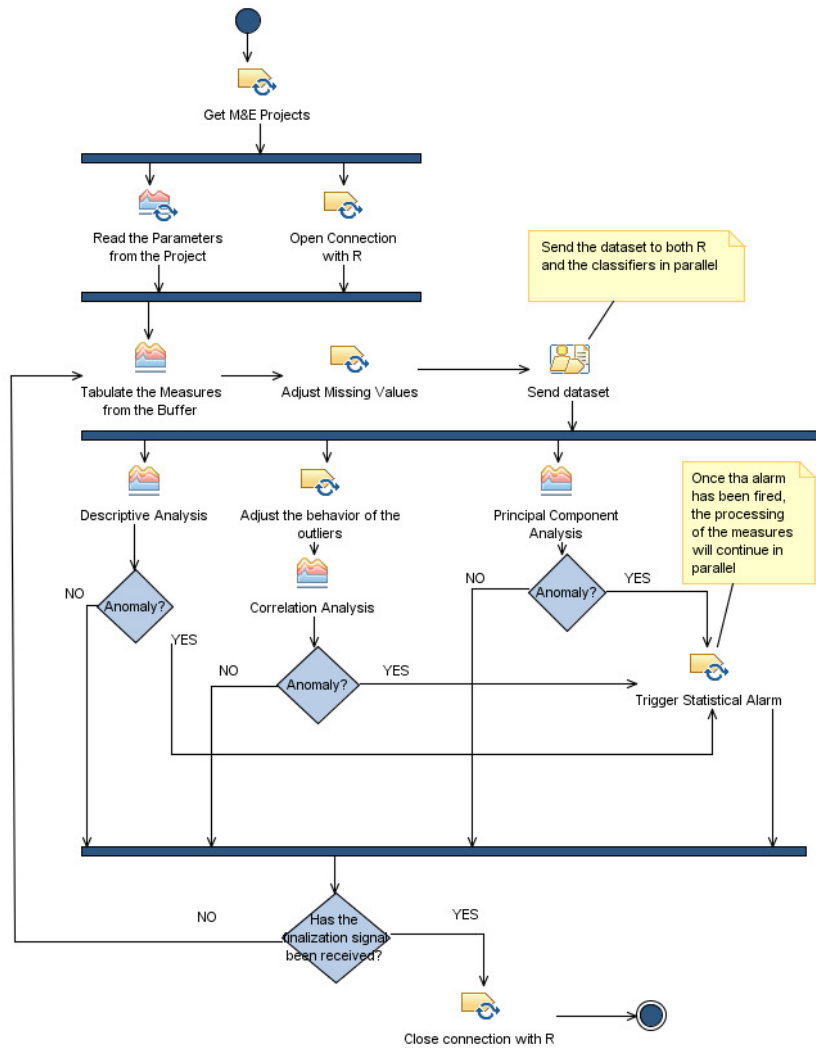 Get M&E Projects
Read the Parameters
from the Project
Open Connection
with R
Send the dataset to both R
and the classifiers in parallel
Tabulate the Measures
from the Buffer
Adjust Missing Values
Send dataset
Descriptive Analysis
Adjust the behavior of the
outliers
Principal Component
Analysis
Once tha alarm
has been fired,
the processing
of the measures
will continue in
parallel
NO
Anomaly?
YES
Correlation Analysis
NO
Anomaly?
YES
NO
Anomaly?
YES
Trigger Statistical Alarm
NO
Has the
finalization signal
been received?
YES
Close connection with R